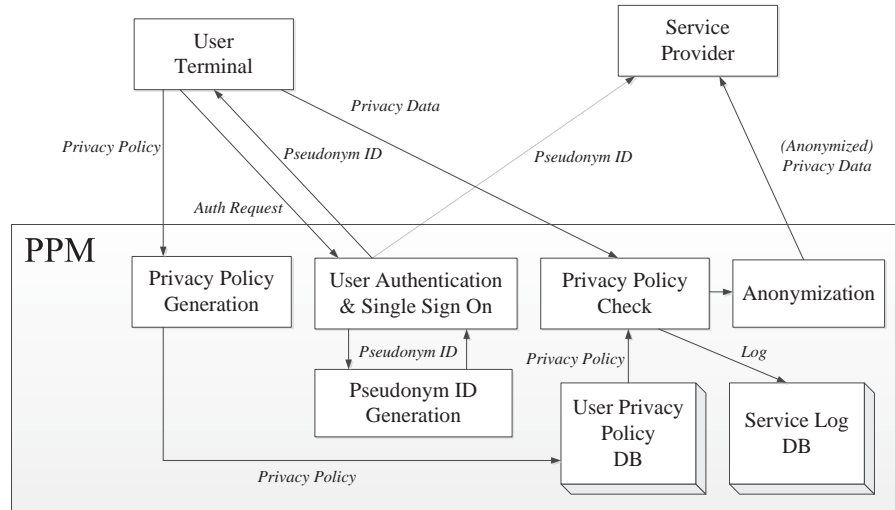 User
Terminal
Service
Provider
Privacy Data
Privacy Policy
Pseudonym ID
Pseudonym ID
(Anonymized)
Privacy Data
Auth Request
PPM
Privacy Policy
Generation
User Authentication
& Single Sign On
Privacy Policy
Check
Anonymization
Pseudonym ID
Privacy Policy
Log
Pseudonym ID
Generation
User Privacy
Policy
DB
Service Log
DB
Privacy Policy